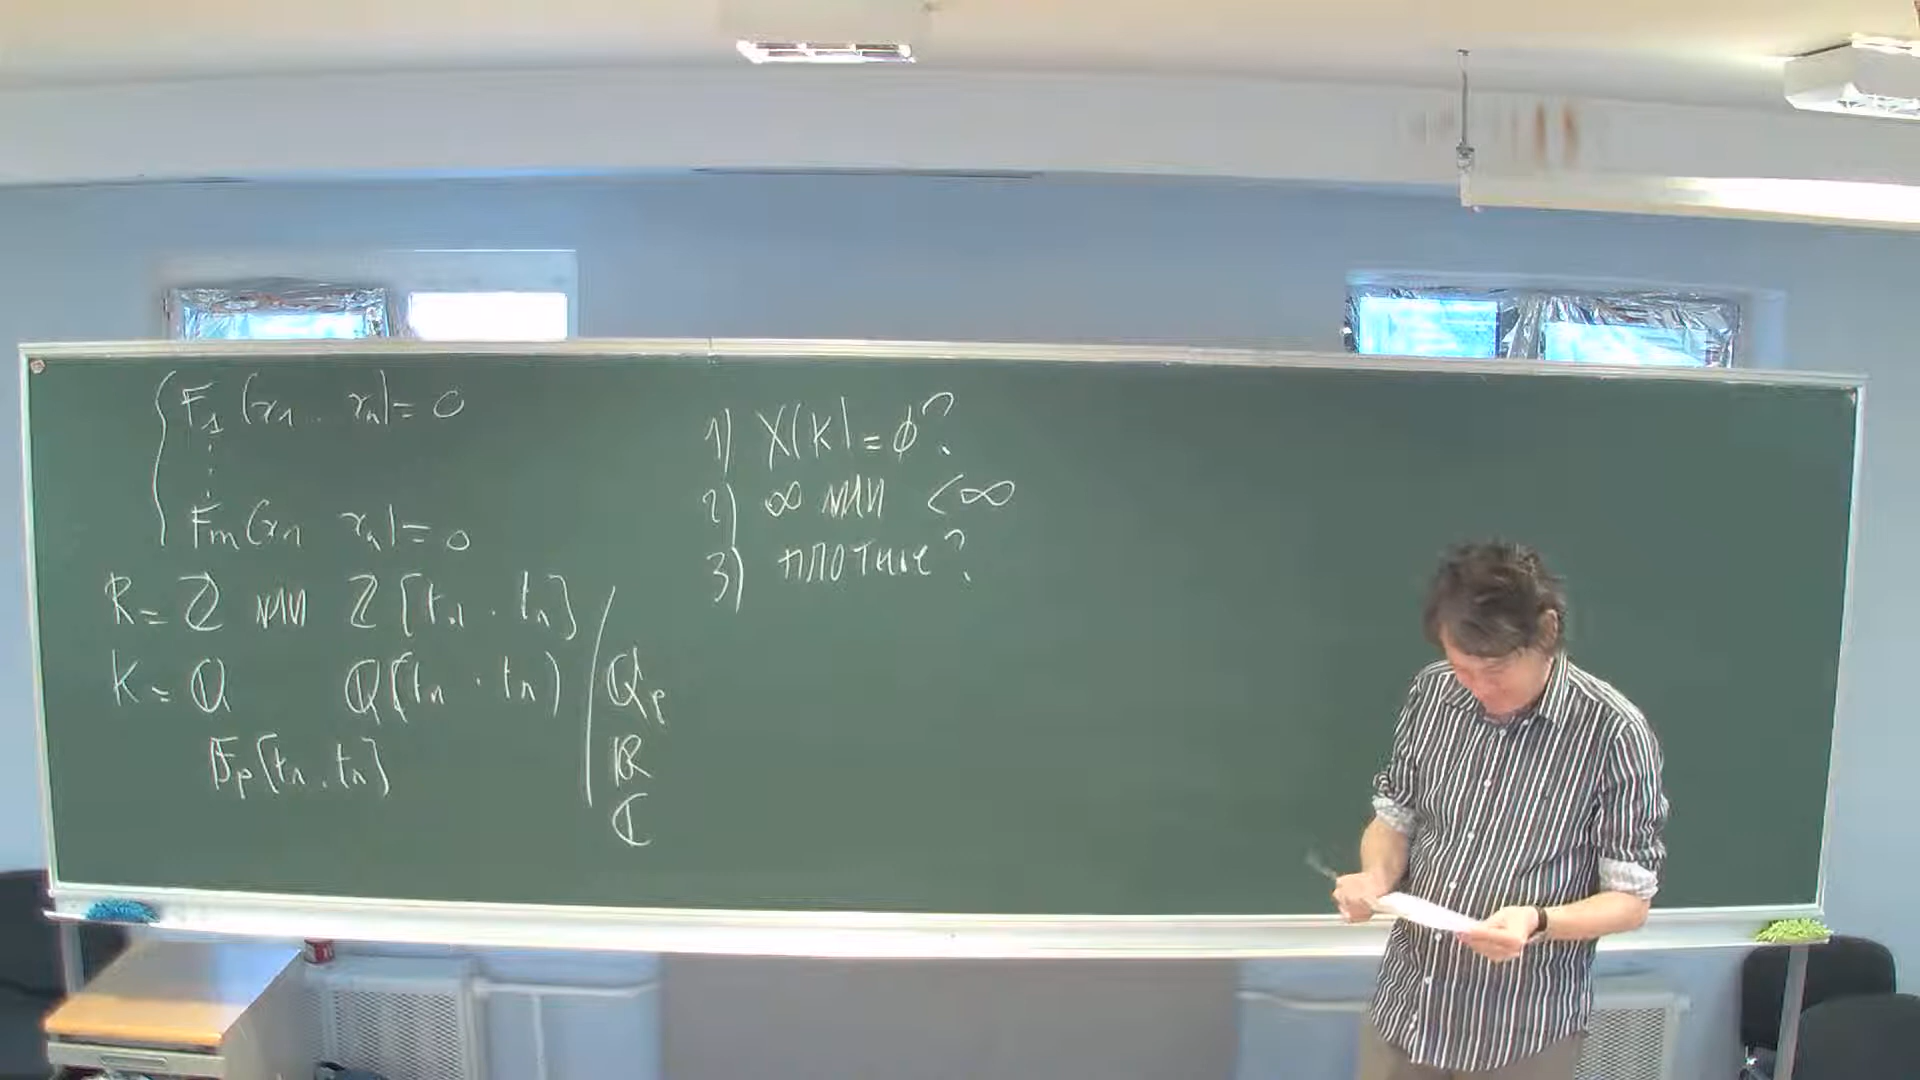 F₁(x₁ .. xₙ) = 0
⋮
Fₘ(x₁ xₙ) = 0
R = ℤ или ℤ[t₁ . tₙ]
K = ℚ ℚ(t₁ . tₙ) ℚₚ
𝔽ₚ[t₁ . tₙ] ℝ
ℂ
1) X(K) = ∅?
2) ∞ или < ∞
3) плотные?